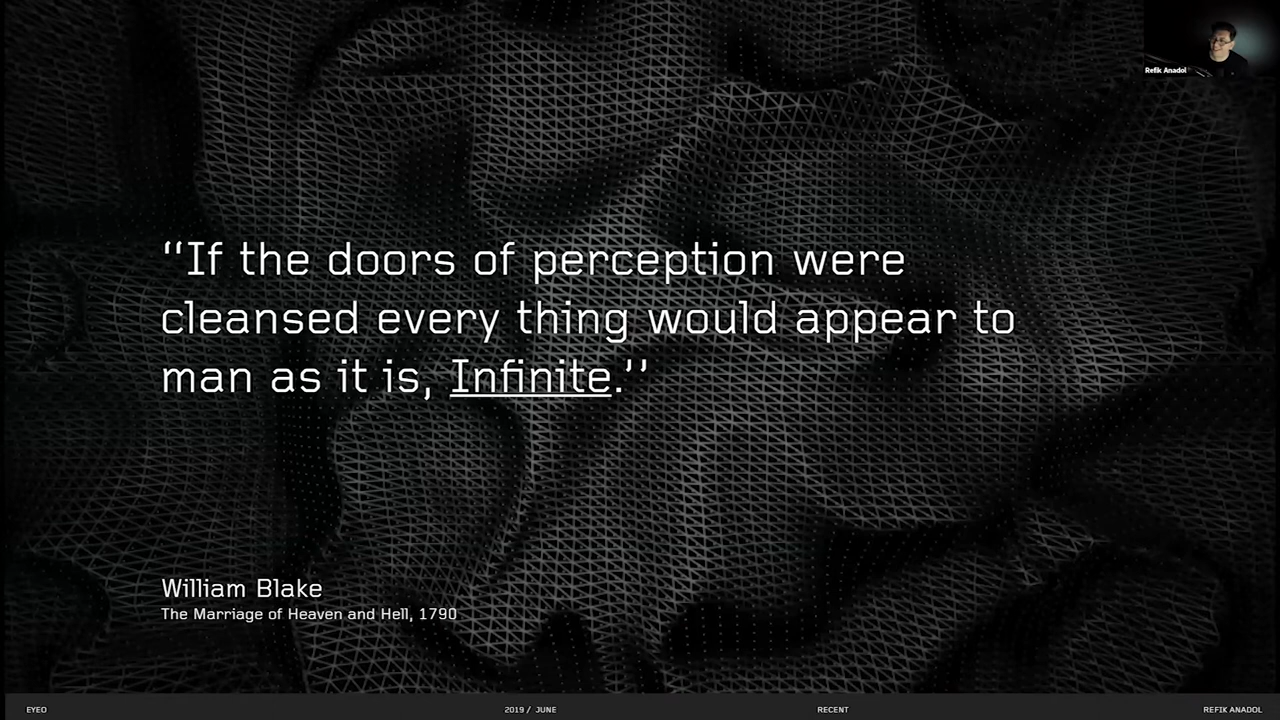 Refik Anadol
“If the doors of perception were
cleansed every thing would appear to
man as it is, Infinite.”
William Blake
The Marriage of Heaven and Hell, 1790
EYEO
2019 / JUNE
RECENT
REFIK ANADOL